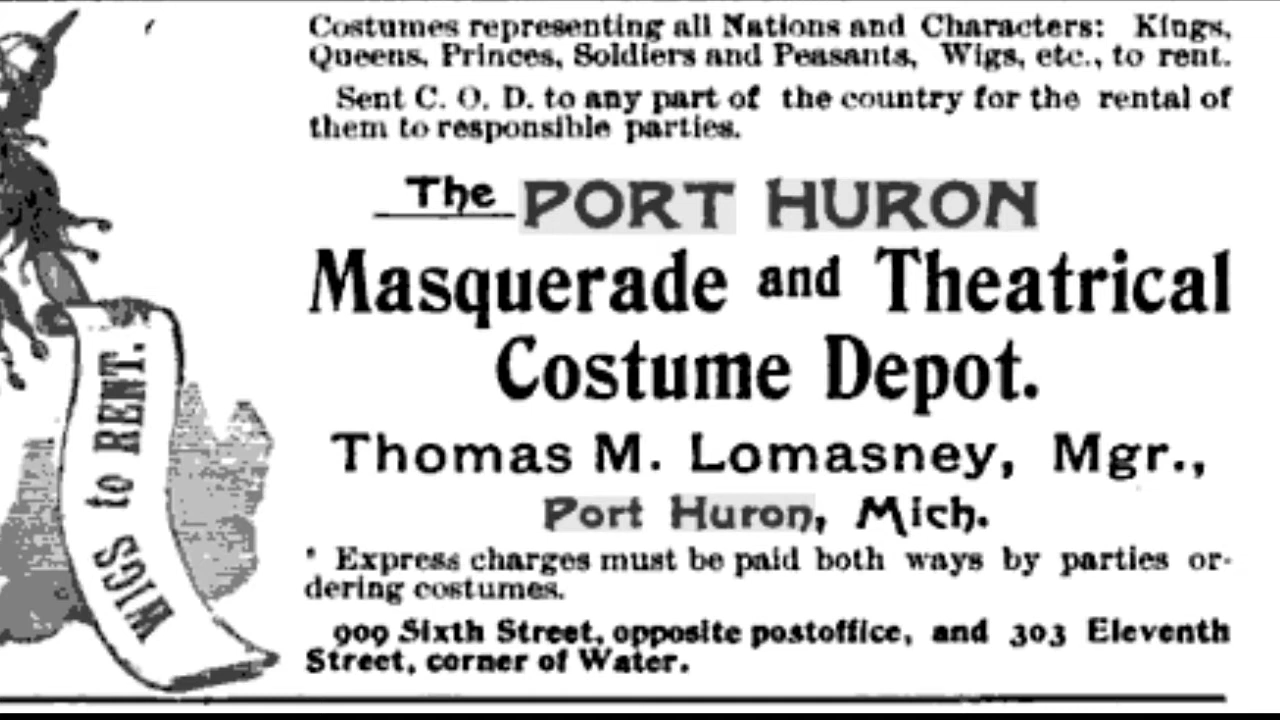 Costumes representing all Nations and Characters: Kings,
Queens, Princes, Soldiers and Peasants, Wigs, etc., to rent.
Sent C. O. D. to any part of the country for the rental of
them to responsible parties.
The PORT HURON
Masquerade and Theatrical
Costume Depot.
Thomas M. Lomasney, Mgr.,
Port Huron, Mich.
* Express charges must be paid both ways by parties or-
dering costumes.
909 Sixth Street, opposite postoffice, and 303 Eleventh
Street, corner of Water.
WIGS to RENT.